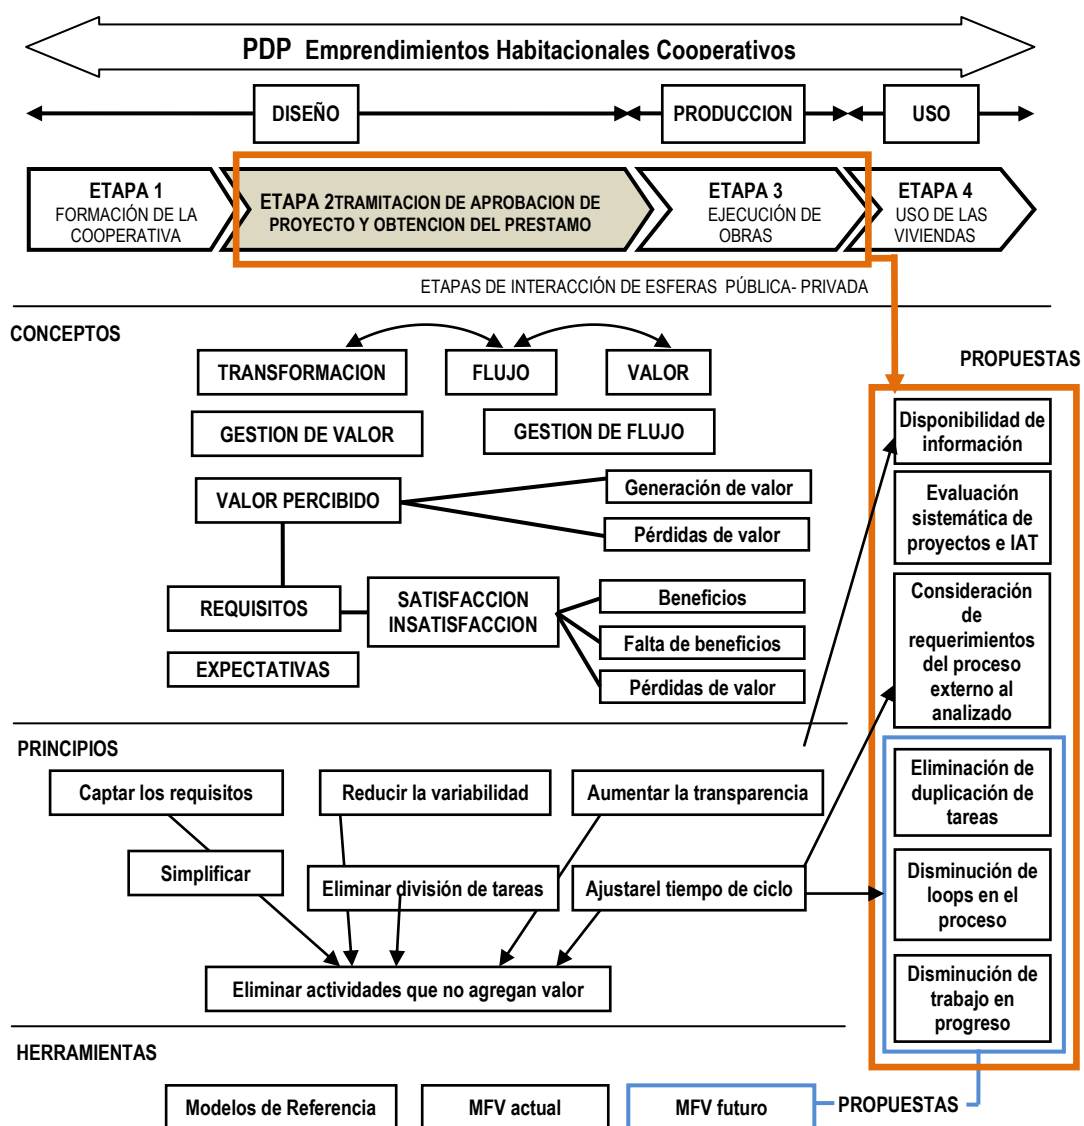 PDP Emprendimientos Habitacionales Cooperativos
DISEÑO
PRODUCCION
USO
ETAPA 1
FORMACIÓN DE LA
COOPERATIVA
ETAPA 2TRAMITACION DE APROBACION DE
PROYECTO Y OBTENCION DEL PRESTAMO
ETAPA 3
EJECUCIÓN DE
OBRAS
ETAPA 4
USO DE LAS
VIVIENDAS
ETAPAS DE INTERACCIÓN DE ESFERAS PÚBLICA- PRIVADA
CONCEPTOS
TRANSFORMACION
FLUJO
VALOR
GESTION DE VALOR
GESTION DE FLUJO
VALOR PERCIBIDO
Generación de valor
Pérdidas de valor
REQUISITOS
SATISFACCION
INSATISFACCION
Beneficios
Falta de beneficios
Pérdidas de valor
EXPECTATIVAS
PROPUESTAS
Disponibilidad de
información
Evaluación
sistemática de
proyectos e IAT
Consideración
de
requerimientos
del proceso
externo al
analizado
Eliminación de
duplicación de
tareas
Disminución de
loops en el
proceso
Disminución de
trabajo en
progreso
PRINCIPIOS
Captar los requisitos
Reducir la variabilidad
Aumentar la transparencia
Simplificar
Eliminar división de tareas
Ajustarel tiempo de ciclo
Eliminar actividades que no agregan valor
HERRAMIENTAS
Modelos de Referencia
MFV actual
MFV futuro
PROPUESTAS